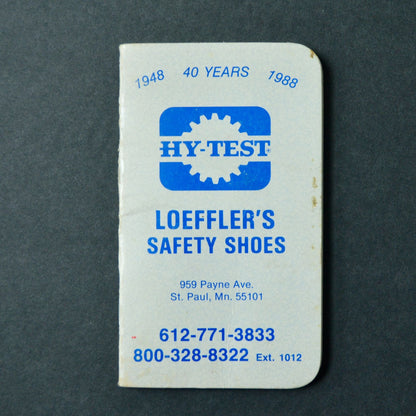 1948 40 YEARS 1988
HY-TEST
LOEFFLER'S
SAFETY SHOES
959 Payne Ave.
St. Paul, Mn. 55101
612-771-3833
800-328-8322 Ext. 1012